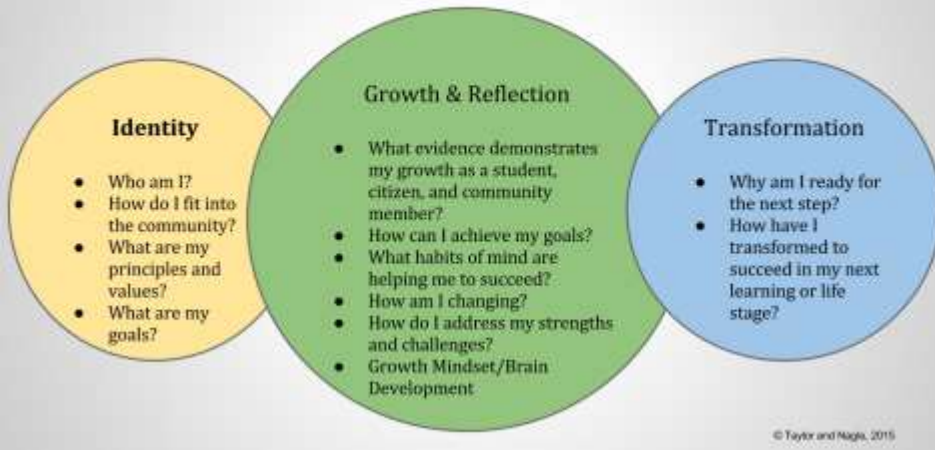 Identity
● Who am I?
● How do I fit into
the community?
● What are my
principles and
values?
● What are my
goals?
Growth & Reflection
● What evidence demonstrates
my growth as a student,
citizen, and community
member?
● How can I achieve my goals?
● What habits of mind are
helping me to succeed?
● How am I changing?
● How do I address my strengths
and challenges?
● Growth Mindset/Brain
Development
Transformation
● Why am I ready for
the next step?
● How have I
transformed to
succeed in my next
learning or life
stage?
© Taylor and Nagla, 2015